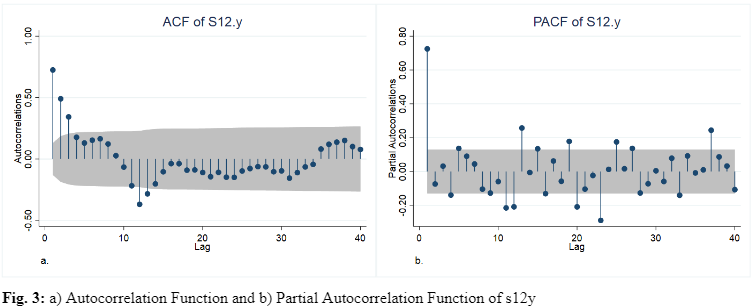 ACF of S12.y
1.00
0.50
0.00
-0.50
Autocorrelations
0
10
20
30
40
Lag
a.
PACF of S12.y
0.80
0.60
0.40
0.20
0.00
-0.20
Partial Autocorrelations
0
10
20
30
40
Lag
b.
Fig. 3: a) Autocorrelation Function and b) Partial Autocorrelation Function of s12y